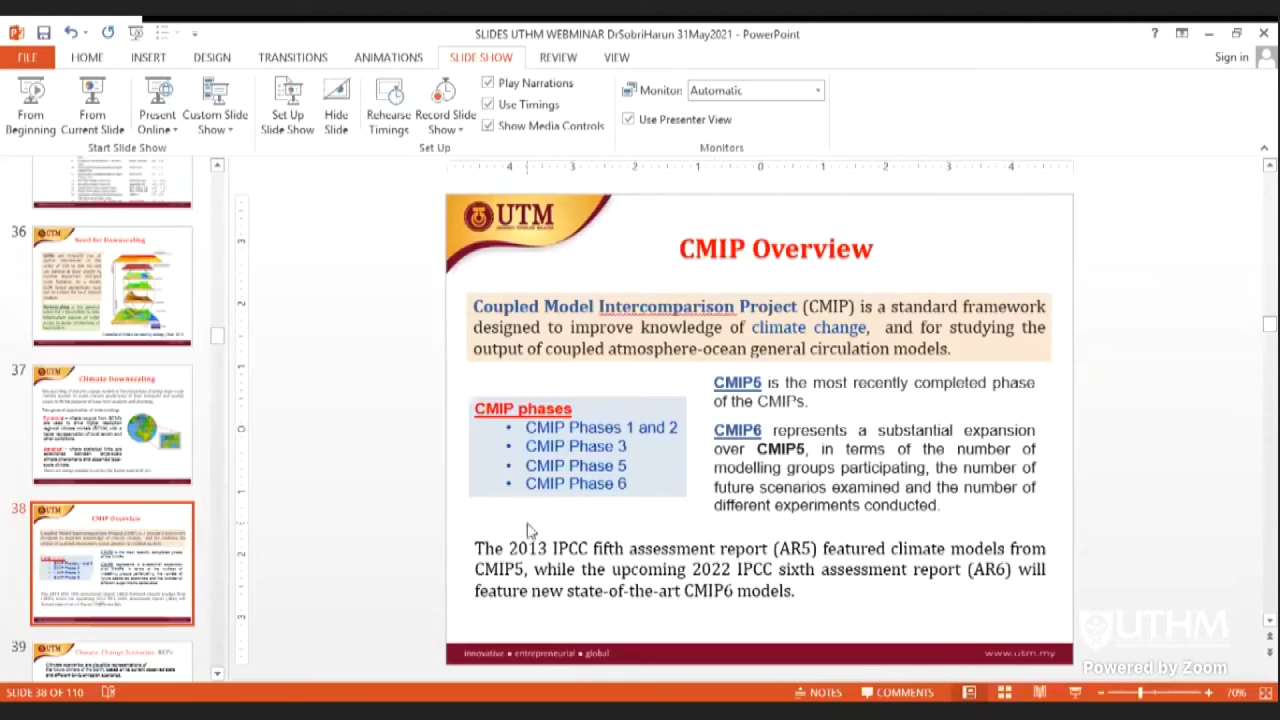 SLIDES UTHM WEBMINAR DrSobriHarun 31May2021 - PowerPoint
FILE HOME INSERT DESIGN TRANSITIONS ANIMATIONS SLIDE SHOW REVIEW VIEW Sign in
From Beginning
From Current Slide
Present Online
Custom Slide Show
Start Slide Show
Set Up Slide Show
Hide Slide
Rehearse Timings
Record Slide Show
Play Narrations
Use Timings
Show Media Controls
Set Up
Monitor: Automatic
Use Presenter View
Monitors
36
Need for Downscaling
37
Climate Downscaling
38
CMIP Overview
39
Climate Change Scenarios: RCPs
UTM
CMIP Overview
Coupled Model Intercomparison Project (CMIP) is a standard framework
designed to improve knowledge of climate change, and for studying the
output of coupled atmosphere-ocean general circulation models.
CMIP phases
• CMIP Phases 1 and 2
• CMIP Phase 3
• CMIP Phase 5
• CMIP Phase 6
is the most recently completed phase
of the CMIPs.
CMIP6 represents a substantial expansion
over CMIP5, in terms of the number of
modeling groups participating, the number of
future scenarios examined and the number of
different experiments conducted.
The 2013 IPCC fifth assessment report (AR5) featured climate models from
CMIP5, while the upcoming 2022 IPCC sixth assessment report (AR6) will
feature new state-of-the-art CMIP6 models.
innovative ● entrepreneurial ● global
www.utm.my
UTHM
Powered by Zoom
SLIDE 38 OF 110
NOTES COMMENTS 70%